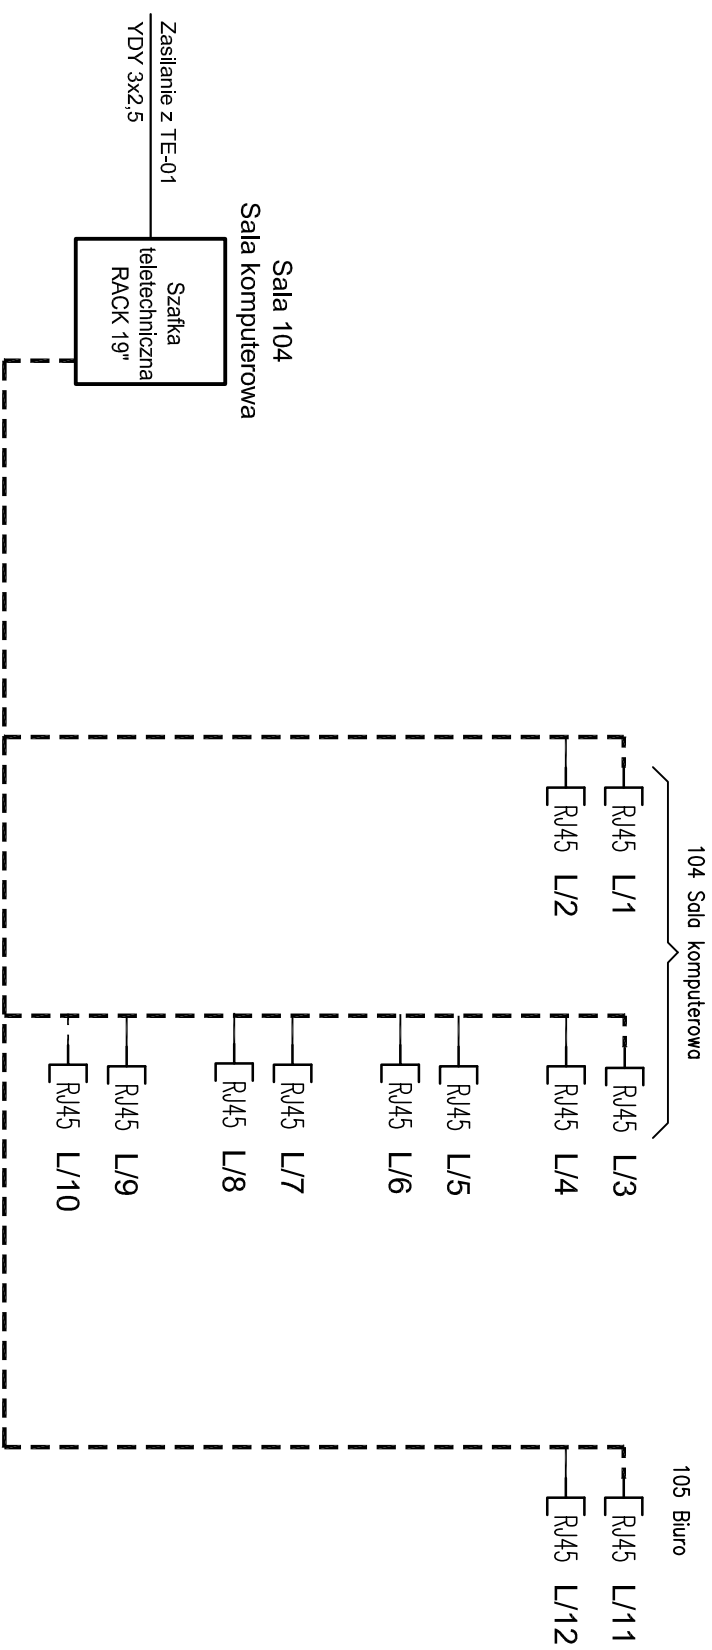 104 Sala komputerowa
105 Biuro
RJ45 L/1
RJ45 L/2
RJ45 L/3
RJ45 L/4
RJ45 L/5
RJ45 L/6
RJ45 L/7
RJ45 L/8
RJ45 L/9
RJ45 L/10
RJ45 L/11
RJ45 L/12
Sala 104
Sala komputerowa
Zasilanie z TE-01
YDY 3x2,5
Szafka
teletechniczna
RACK 19"